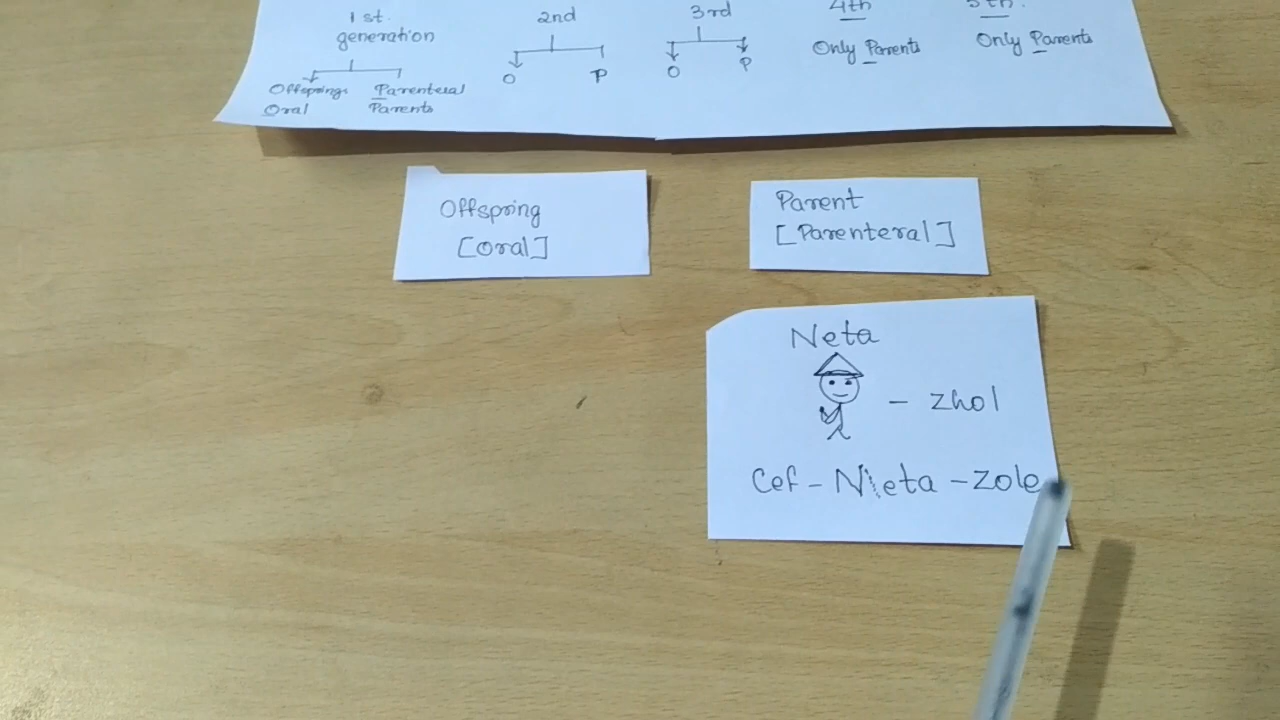 1st. 2nd 3rd 4th 5th.
generation
Only Parents Only Parents
O P O P
Offsprings Parenteral
Oral Parents
Offspring
[Oral]
Parent
[Parenteral]
Neta
- zhol
Cef - Nieta - Zole